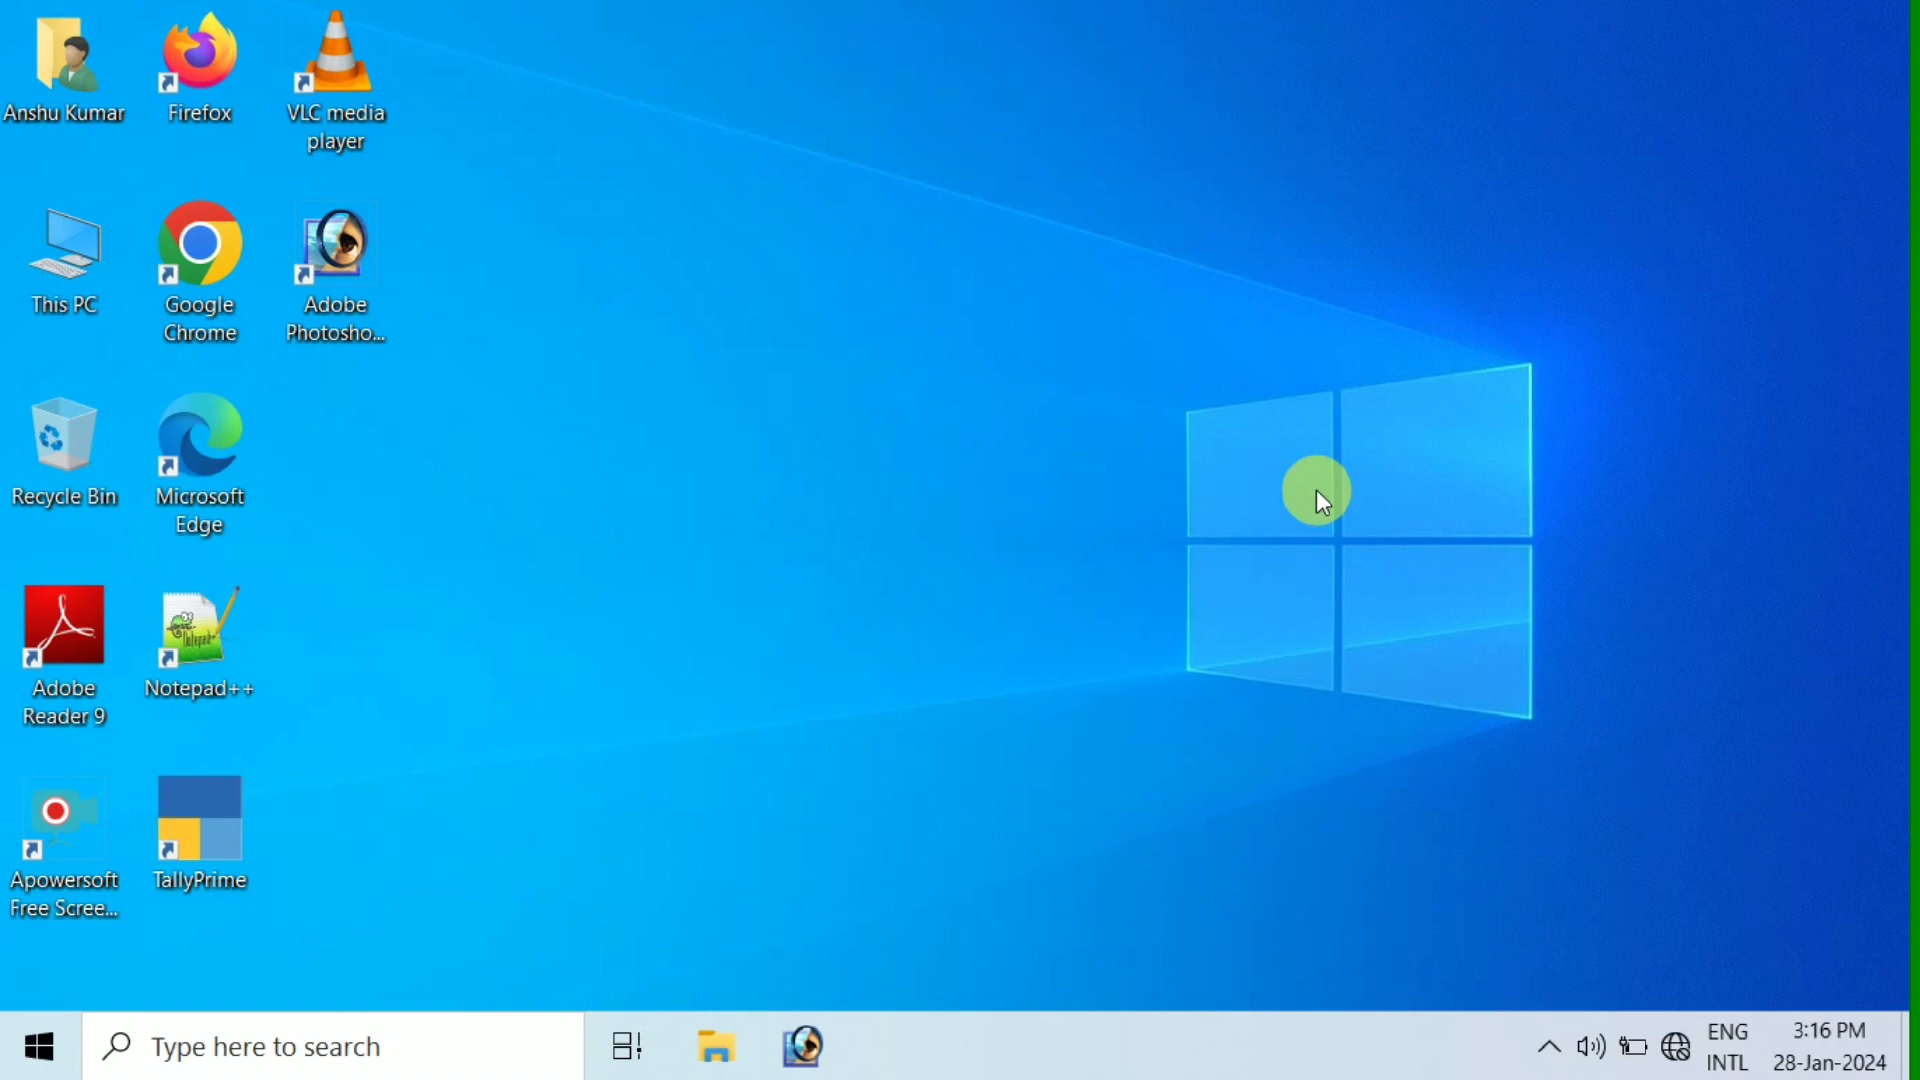 Anshu Kumar
Firefox
VLC media
player
This PC
Google
Chrome
Adobe
Photosho...
Recycle Bin
Microsoft
Edge
Adobe
Reader 9
Notepad++
Apowersoft
Free Scree...
TallyPrime
Type here to search
ENG
INTL
3:16 PM
28-Jan-2024